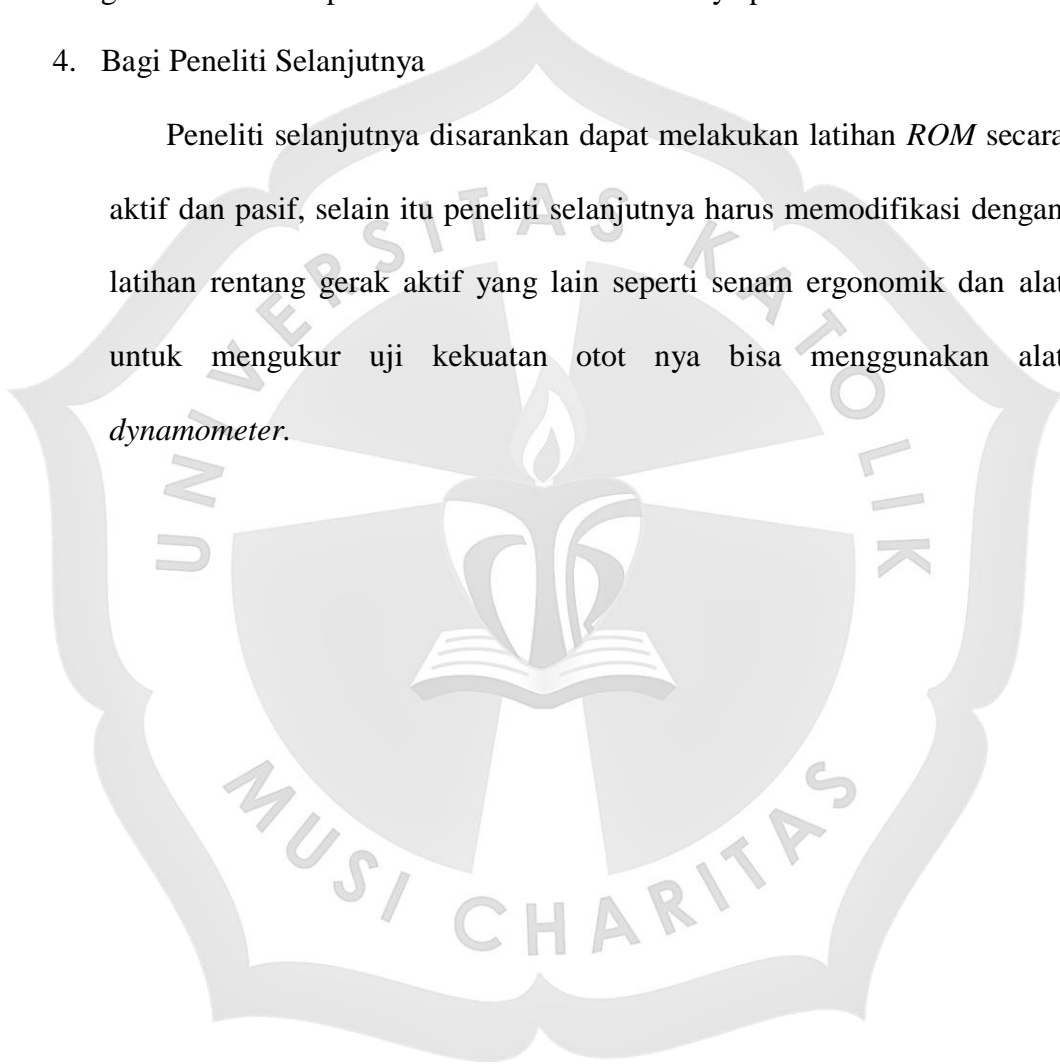 4. Bagi Peneliti Selanjutnya
Peneliti selanjutnya disarankan dapat melakukan latihan ROM secara
aktif dan pasif, selain itu peneliti selanjutnya harus memodifikasi dengan
latihan rentang gerak aktif yang lain seperti senam ergonomik dan alat
untuk mengukur uji kekuatan otot nya bisa menggunakan alat
dynamometer.
UNIVERSITAS KATOLIK
MUSI CHARITAS